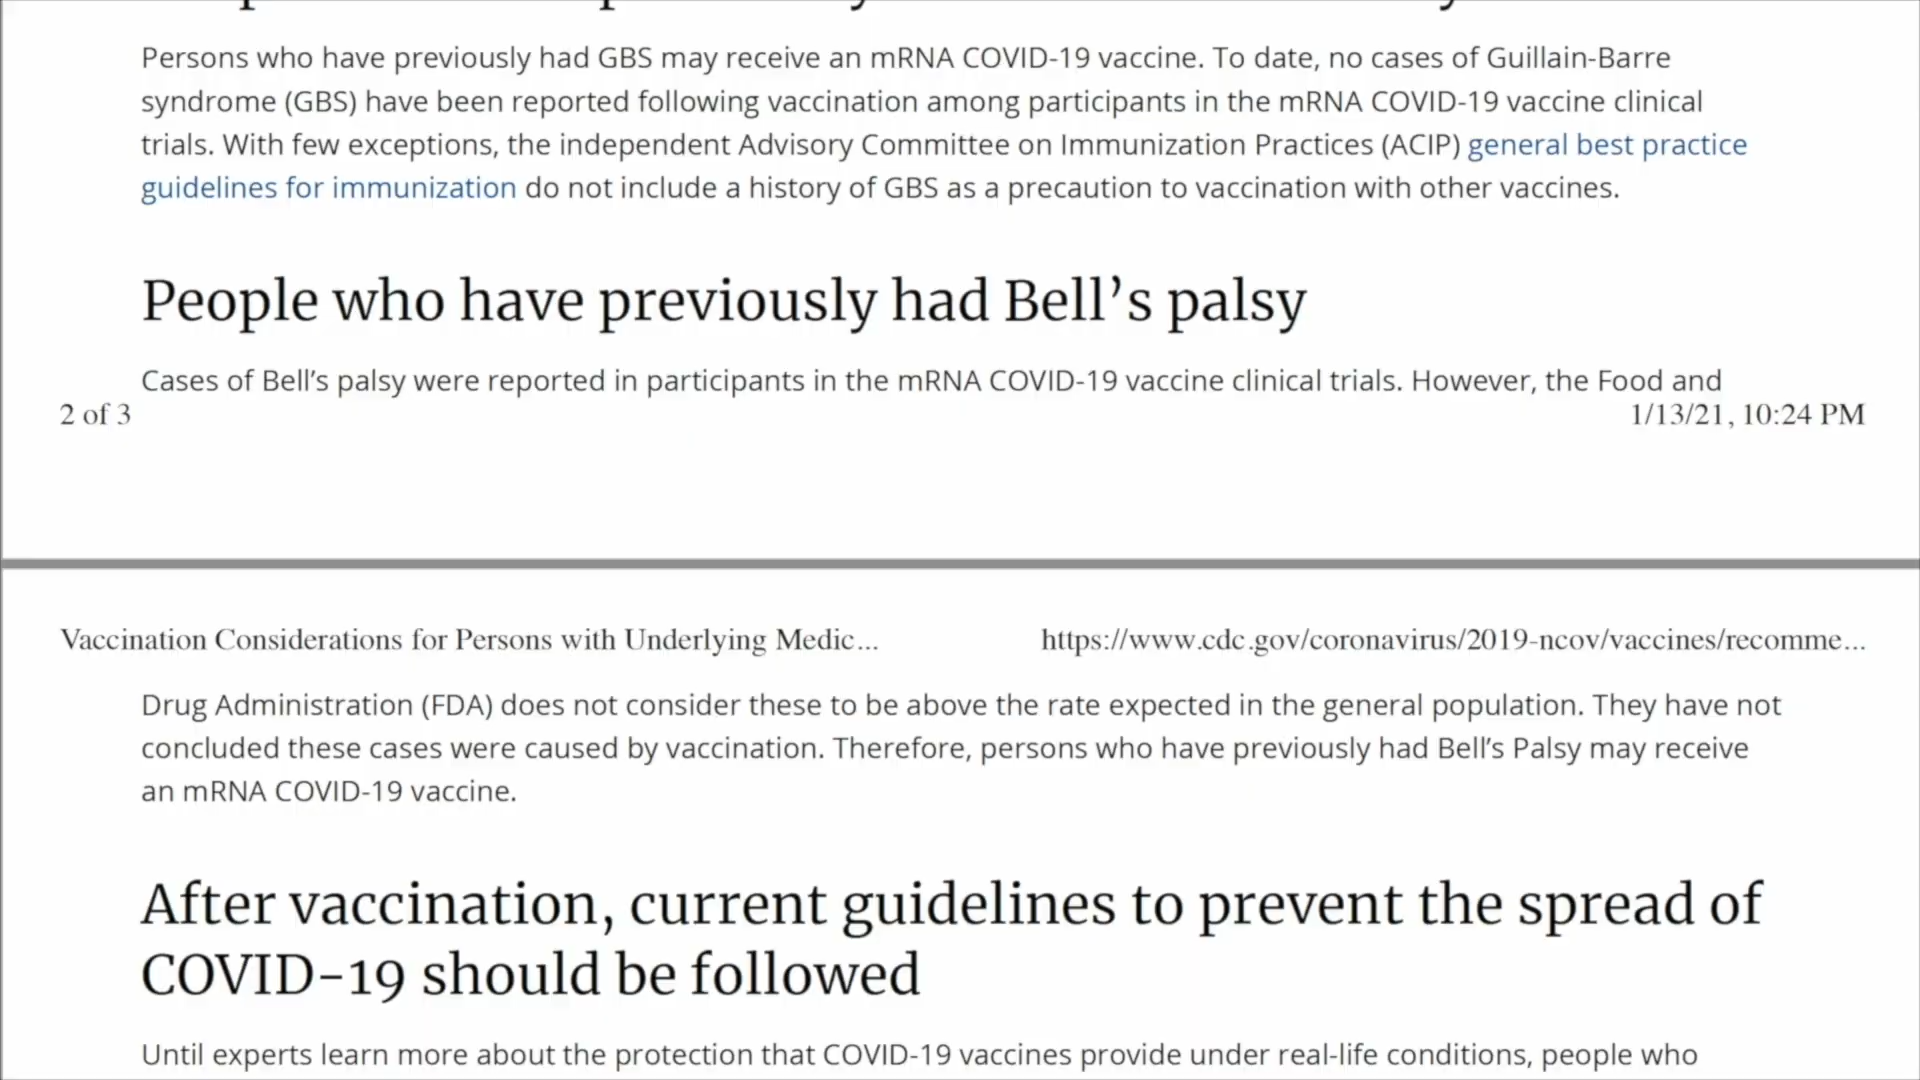 Persons who have previously had GBS may receive an mRNA COVID-19 vaccine. To date, no cases of Guillain-Barre
syndrome (GBS) have been reported following vaccination among participants in the mRNA COVID-19 vaccine clinical
trials. With few exceptions, the independent Advisory Committee on Immunization Practices (ACIP) general best practice
guidelines for immunization do not include a history of GBS as a precaution to vaccination with other vaccines.
People who have previously had Bell’s palsy
Cases of Bell’s palsy were reported in participants in the mRNA COVID-19 vaccine clinical trials. However, the Food and
2 of 3 1/13/21, 10:24 PM
Vaccination Considerations for Persons with Underlying Medic... https://www.cdc.gov/coronavirus/2019-ncov/vaccines/recomme...
Drug Administration (FDA) does not consider these to be above the rate expected in the general population. They have not
concluded these cases were caused by vaccination. Therefore, persons who have previously had Bell’s Palsy may receive
an mRNA COVID-19 vaccine.
After vaccination, current guidelines to prevent the spread of
COVID-19 should be followed
Until experts learn more about the protection that COVID-19 vaccines provide under real-life conditions, people who